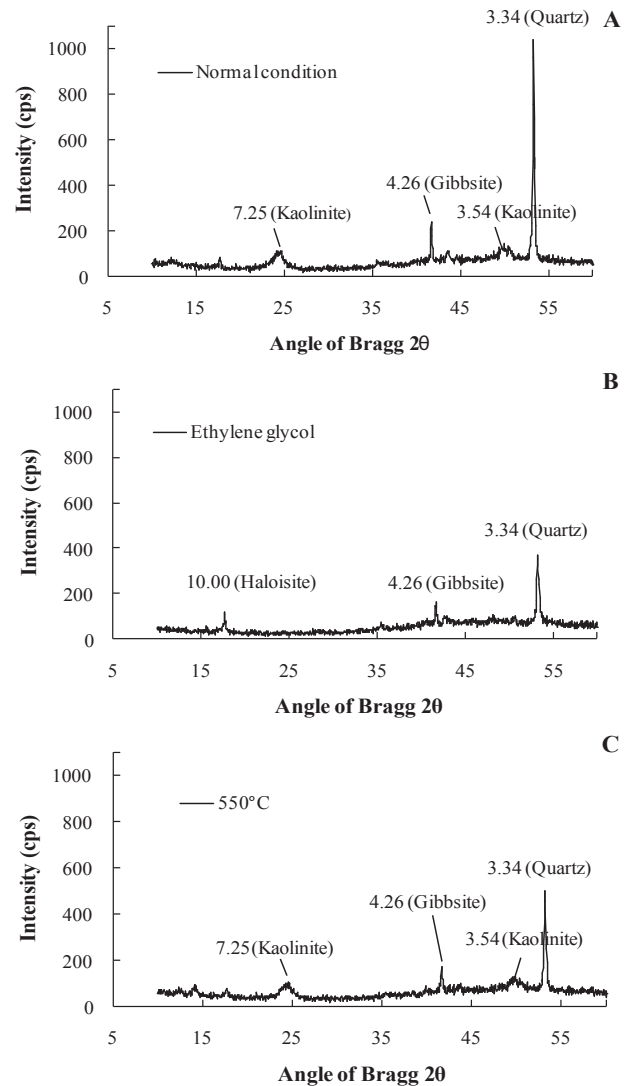 A
3.34 (Quartz)
1000
Normal condition
800
600
4.26 (Gibbsite)
400
7.25 (Kaolinite)
3.54 (Kaolinite)
200
0
Intensity (cps)
5 15 25 35 45 55
Angle of Bragg 2θ
B
1000
Ethylene glycol
800
600
3.34 (Quartz)
400
10.00 (Haloisite)
4.26 (Gibbsite)
200
0
Intensity (cps)
5 15 25 35 45 55
Angle of Bragg 2θ
C
1000
550°C
800
600
3.34 (Quartz)
4.26 (Gibbsite)
400
7.25 (Kaolinite)
3.54 (Kaolinite)
200
0
Intensity (cps)
5 15 25 35 45 55
Angle of Bragg 2θ